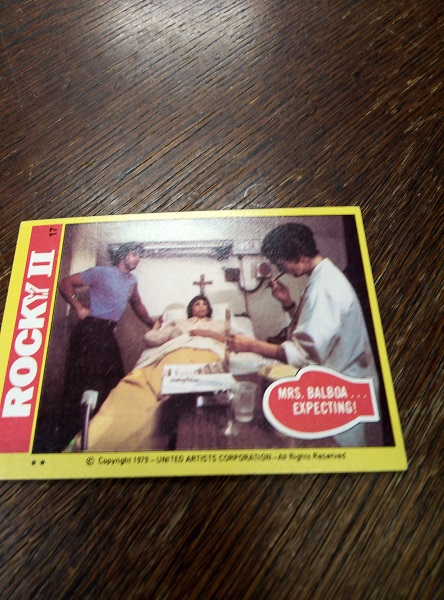 ROCKY II
17
MRS. BALBOA...
EXPECTING!
** © Copyright 1979 – UNITED ARTISTS CORPORATION – All Rights Reserved